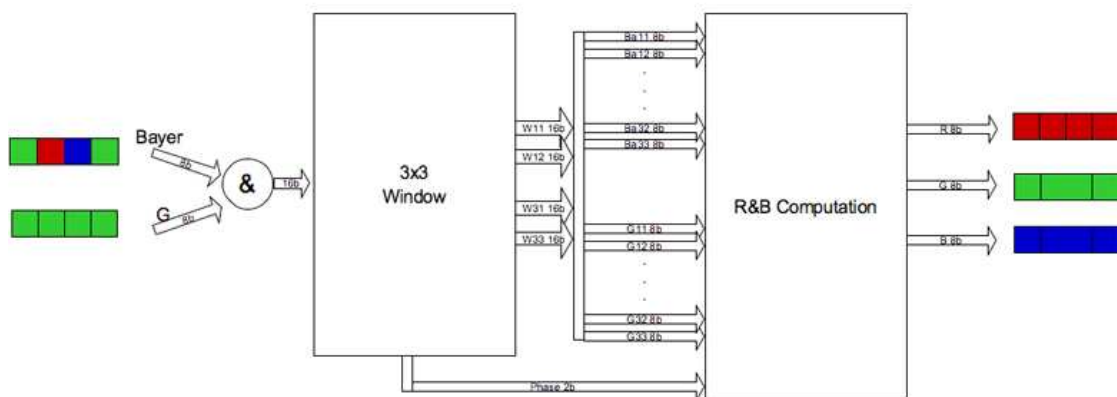 Bayer
8b
G
8b
&
16b
3x3
Window
W11 16b
W12 16b
W31 16b
W33 16b
Ba11 8b
Ba12 8b
Ba32 8b
Ba33 8b
G11 8b
G12 8b
G32 8b
G33 8b
Phase 2b
R&B Computation
R 8b
G 8b
B 8b